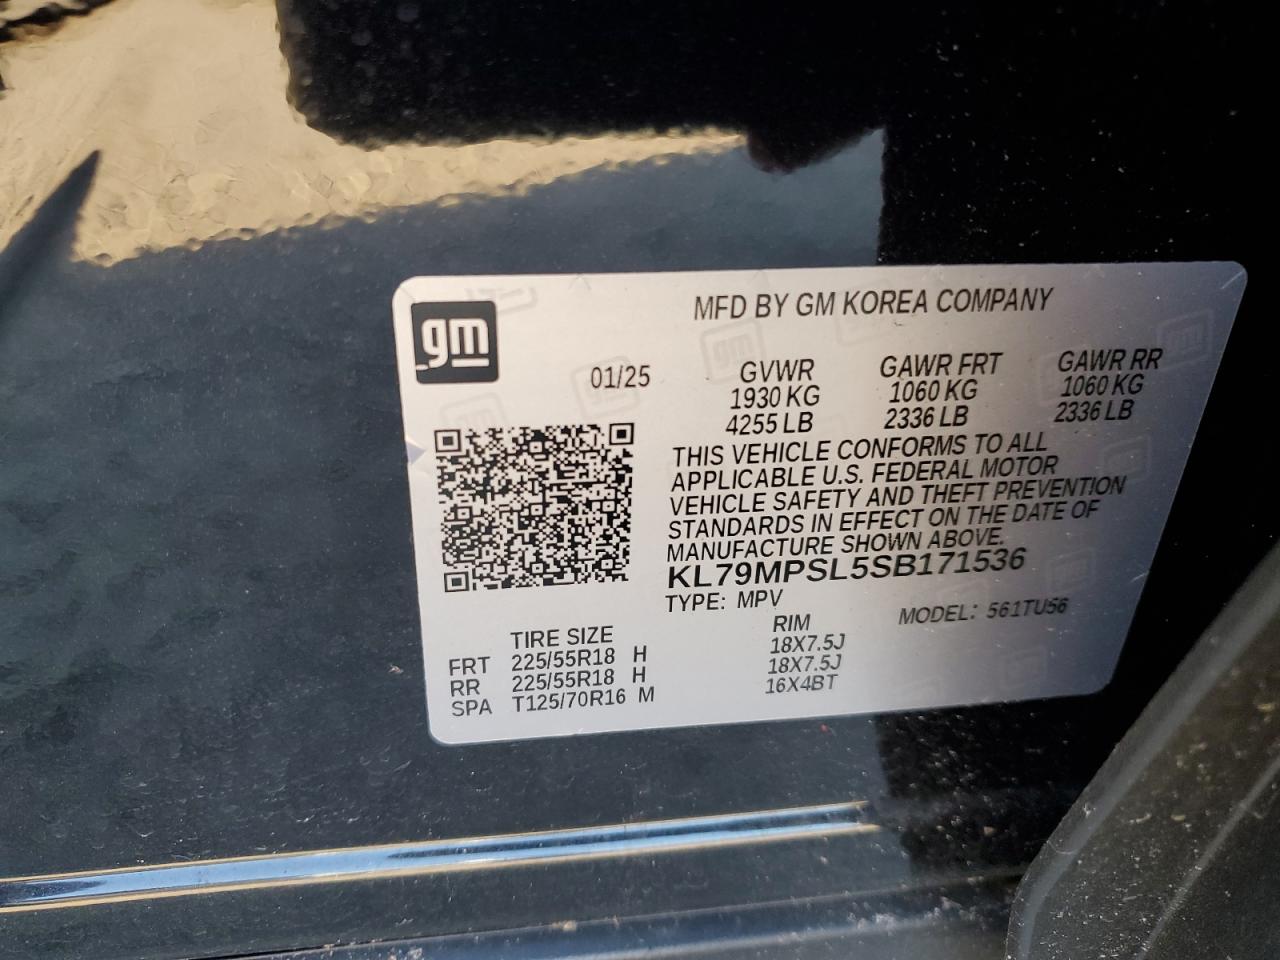 gm
MFD BY GM KOREA COMPANY
01/25
GVWR GAWR FRT GAWR RR
1930 KG 1060 KG 1060 KG
4255 LB 2336 LB 2336 LB
THIS VEHICLE CONFORMS TO ALL
APPLICABLE U.S. FEDERAL MOTOR
VEHICLE SAFETY AND THEFT PREVENTION
STANDARDS IN EFFECT ON THE DATE OF
MANUFACTURE SHOWN ABOVE.
KL79MPSL5SB171536
TYPE: MPV MODEL: 561TU56
TIRE SIZE RIM
FRT 225/55R18 H 18X7.5J
RR 225/55R18 H 18X7.5J
SPA T125/70R16 M 16X4BT